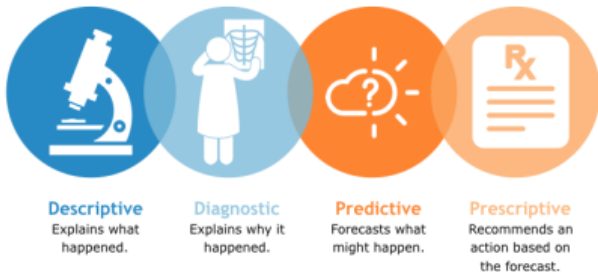 ?
Rx
Descriptive
Explains what
happened.
Diagnostic
Explains why it
happened.
Predictive
Forecasts what
might happen.
Prescriptive
Recommends an
action based on
the forecast.